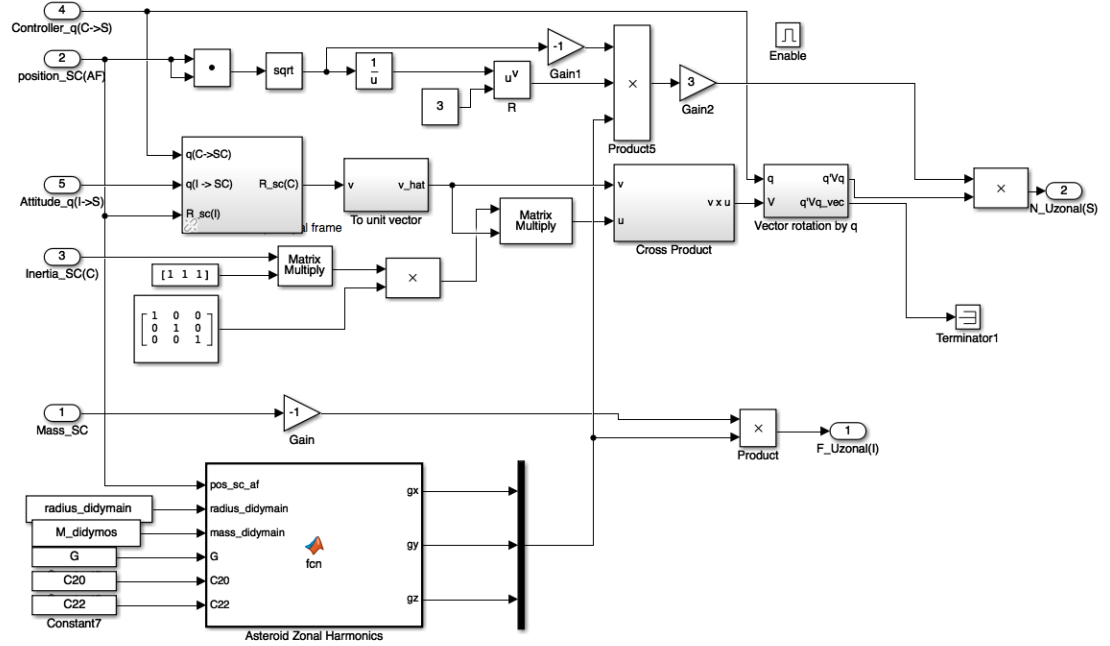 4
Controller_q(C->S)
2
position_SC(AF)
sqrt
1
u
3
u^v
R
-1
Gain1
×
Product5
3
Gain2
Enable
5
Attitude_q(I->S)
q(C->SC)
q(I -> SC)
R_sc(I)
R_sc(C)
v
v_hat
To unit vector
Matrix
Multiply
v
u
v x u
Cross Product
q
V
q'Vq
q'Vq_vec
Vector rotation by q
×
2
N_Uzonal(S)
frame
3
Inertia_SC(C)
[1 1 1]
Matrix
Multiply
×
1 0 0
0 1 0
0 0 1
Terminator1
1
Mass_SC
-1
Gain
×
Product
1
F_Uzonal(I)
radius_didymain
M_didymos
G
C20
C22
Constant7
pos_sc_af
radius_didymain
mass_didymain
G
C20
C22
fcn
gx
gy
gz
Asteroid Zonal Harmonics